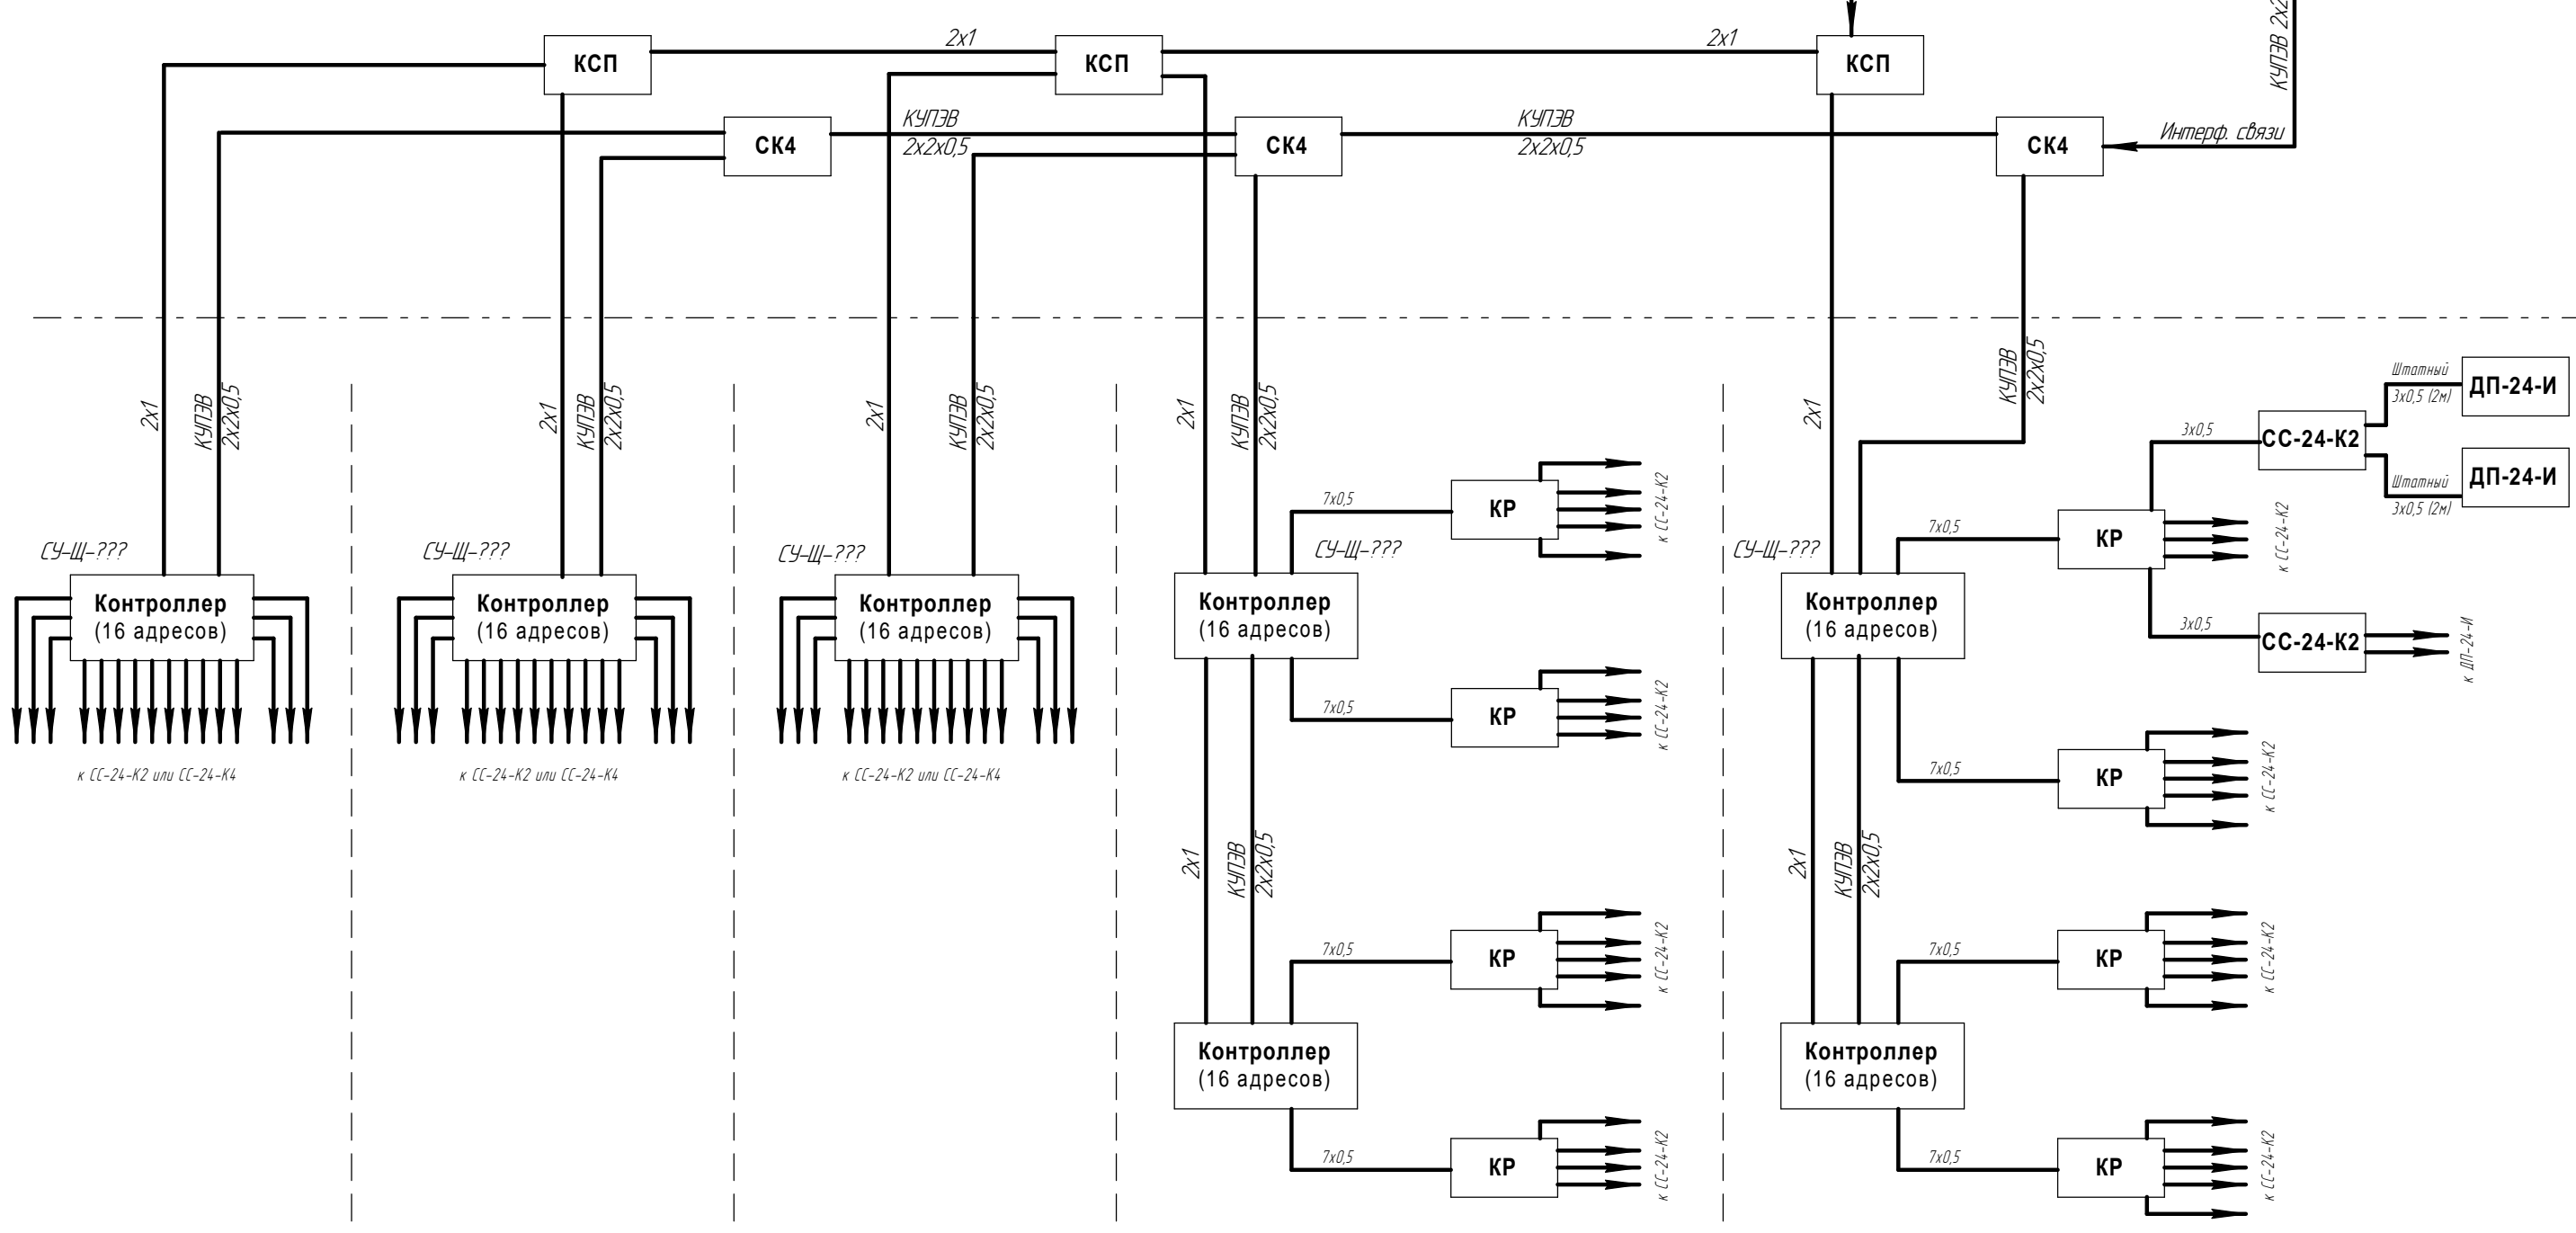 КУПЭВ 2х2
2х1
2х1
КСП
КСП
КСП
КУПЭВ
2х2х0,5
КУПЭВ
2х2х0,5
Интерф. связи
СК4
СК4
СК4
2х1
КУПЭВ
2х2х0,5
2х1
КУПЭВ
2х2х0,5
2х1
КУПЭВ
2х2х0,5
2х1
КУПЭВ
2х2х0,5
2х1
КУПЭВ
2х2х0,5
СУ-Щ-???
Контроллер
(16 адресов)
к СС-24-К2 или СС-24-К4
СУ-Щ-???
Контроллер
(16 адресов)
к СС-24-К2 или СС-24-К4
СУ-Щ-???
Контроллер
(16 адресов)
к СС-24-К2 или СС-24-К4
СУ-Щ-???
Контроллер
(16 адресов)
7х0,5
КР
к СС-24-К2
7х0,5
КР
к СС-24-К2
2х1
КУПЭВ
2х2х0,5
Контроллер
(16 адресов)
7х0,5
КР
к СС-24-К2
7х0,5
КР
к СС-24-К2
СУ-Щ-???
Контроллер
(16 адресов)
7х0,5
КР
к СС-24-К2
3х0,5
СС-24-К2
Штатный
3х0,5 (2м)
ДП-24-И
Штатный
3х0,5 (2м)
ДП-24-И
3х0,5
СС-24-К2
к ДП-24-И
7х0,5
КР
к СС-24-К2
2х1
КУПЭВ
2х2х0,5
Контроллер
(16 адресов)
7х0,5
КР
к СС-24-К2
7х0,5
КР
к СС-24-К2